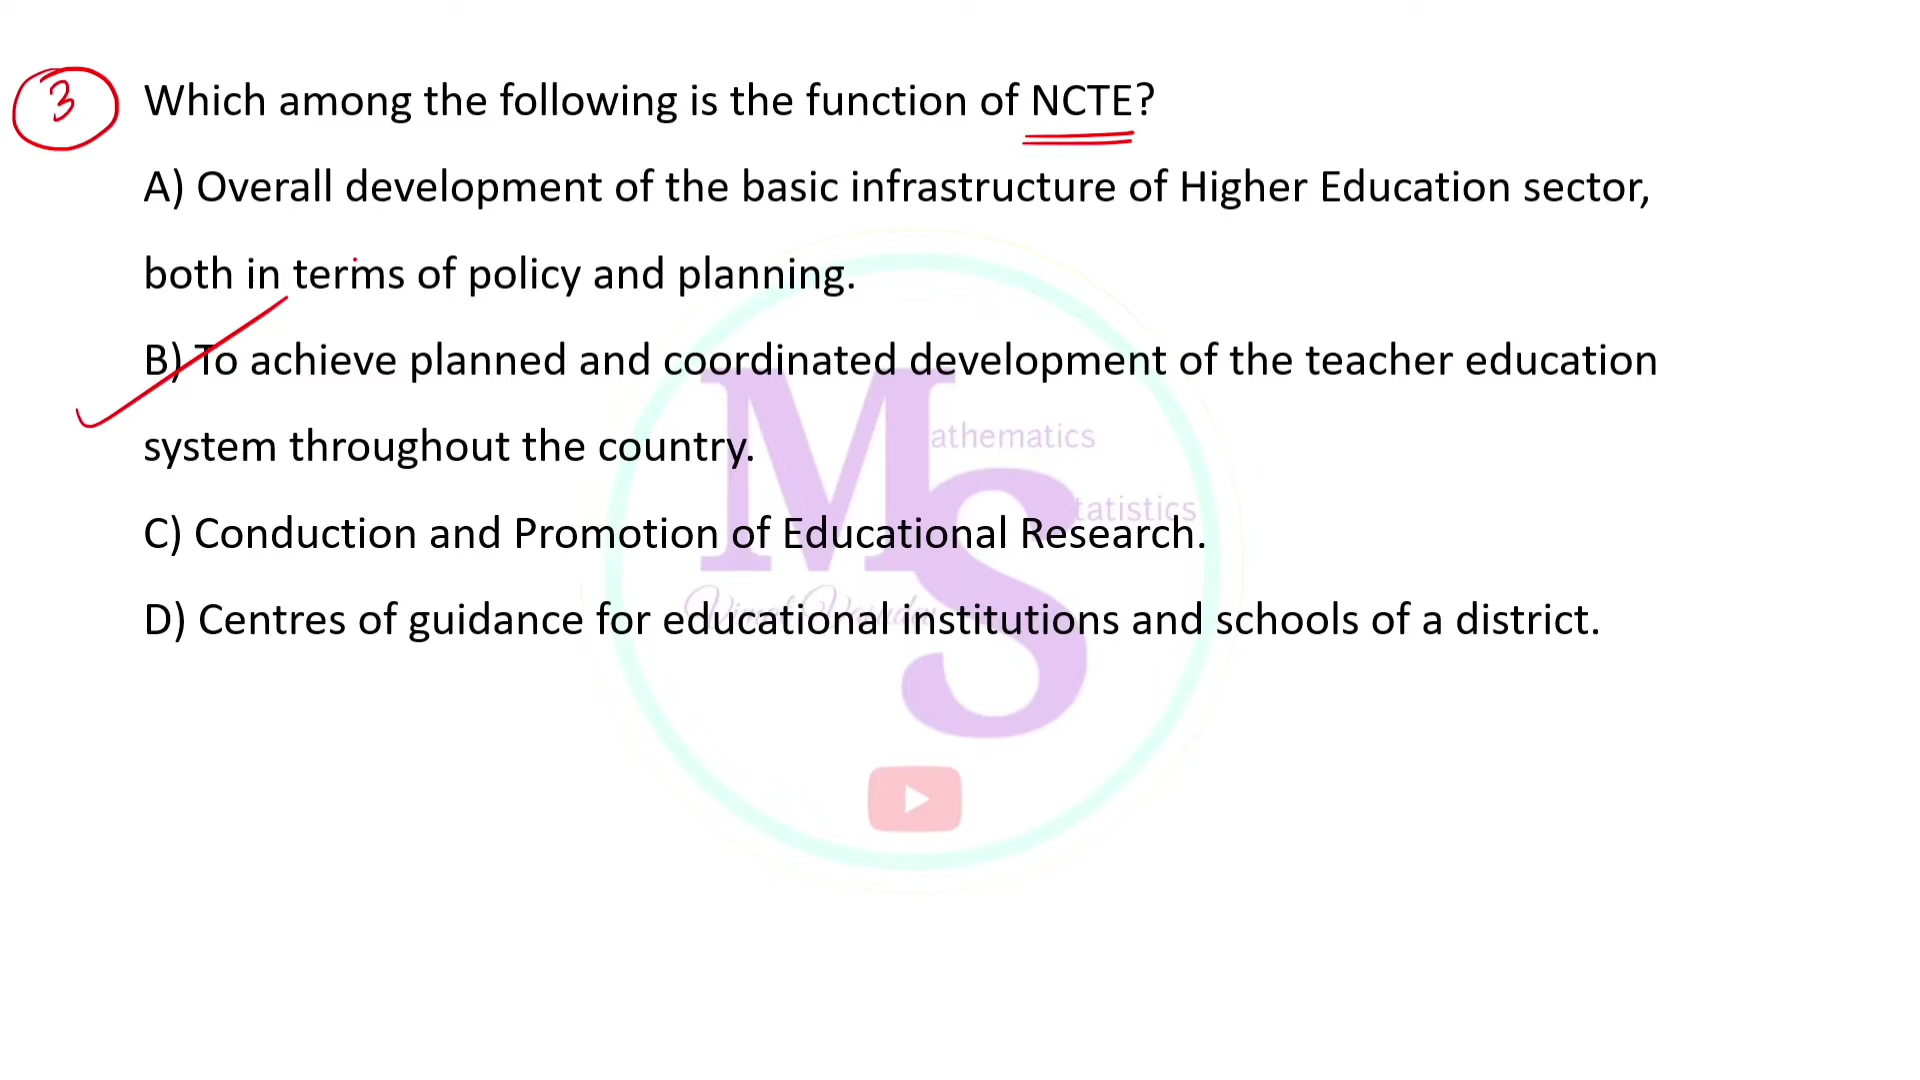 3 Which among the following is the function of NCTE?
A) Overall development of the basic infrastructure of Higher Education sector,
both in terms of policy and planning.
B) To achieve planned and coordinated development of the teacher education
system throughout the country.
C) Conduction and Promotion of Educational Research.
D) Centres of guidance for educational institutions and schools of a district.
Mathematics
Statistics